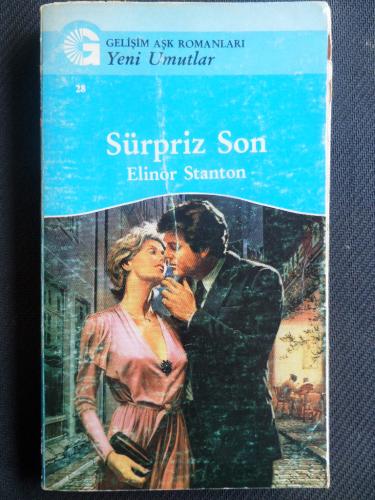 G
GELİŞİM AŞK ROMANLARI
Yeni Umutlar
28
Sürpriz Son
Elinor Stanton